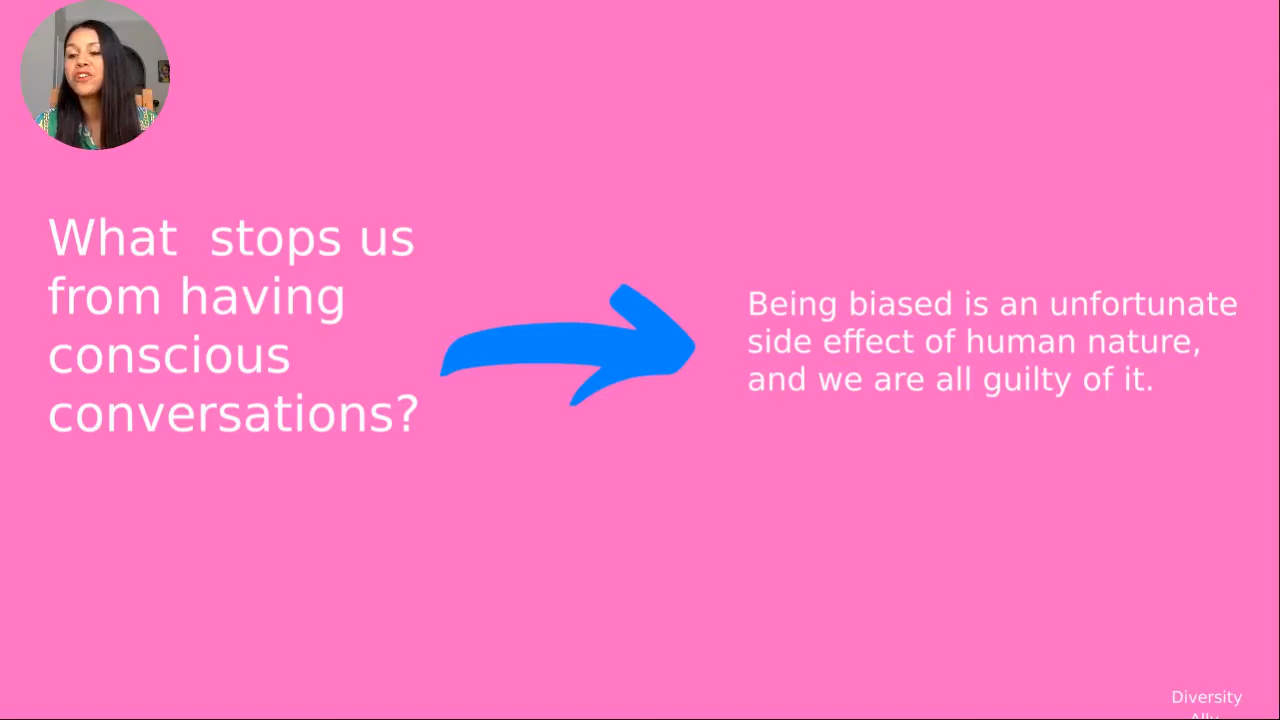 What  stops us
from having
conscious
conversations?
Being biased is an unfortunate
side effect of human nature,
and we are all guilty of it.
Diversity
Ally